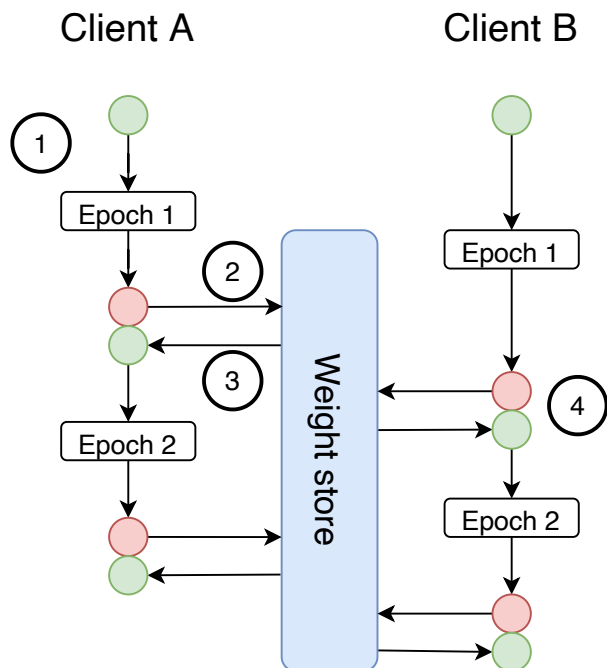 Client A
Client B
1
Epoch 1
Epoch 1
2
3
Weight store
4
Epoch 2
Epoch 2